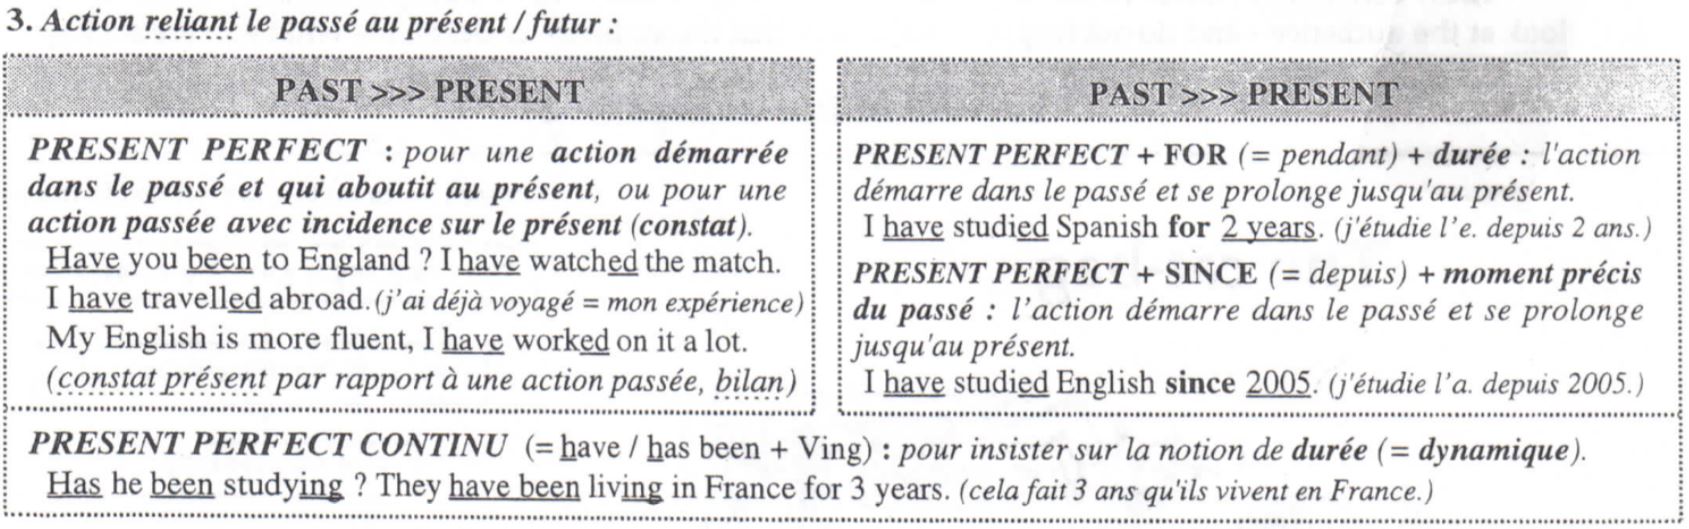 3. Action reliant le passé au présent / futur :
PAST >>> PRESENT
PRESENT PERFECT : pour une action démarrée
dans le passé et qui aboutit au présent, ou pour une
action passée avec incidence sur le présent (constat).
Have you been to England ? I have watched the match.
I have travelled abroad. (j'ai déjà voyagé = mon expérience)
My English is more fluent, I have worked on it a lot.
(constat présent par rapport à une action passée, bilan)
PAST >>> PRESENT
PRESENT PERFECT + FOR (= pendant) + durée : l'action
démarre dans le passé et se prolonge jusqu'au présent.
I have studied Spanish for 2 years. (j'étudie l'e. depuis 2 ans.)
PRESENT PERFECT + SINCE (= depuis) + moment précis
du passé : l'action démarre dans le passé et se prolonge
jusqu'au présent.
I have studied English since 2005. (j'étudie l'a. depuis 2005.)
PRESENT PERFECT CONTINU (= have / has been + Ving) : pour insister sur la notion de durée (= dynamique).
Has he been studying ? They have been living in France for 3 years. (cela fait 3 ans qu'ils vivent en France.)